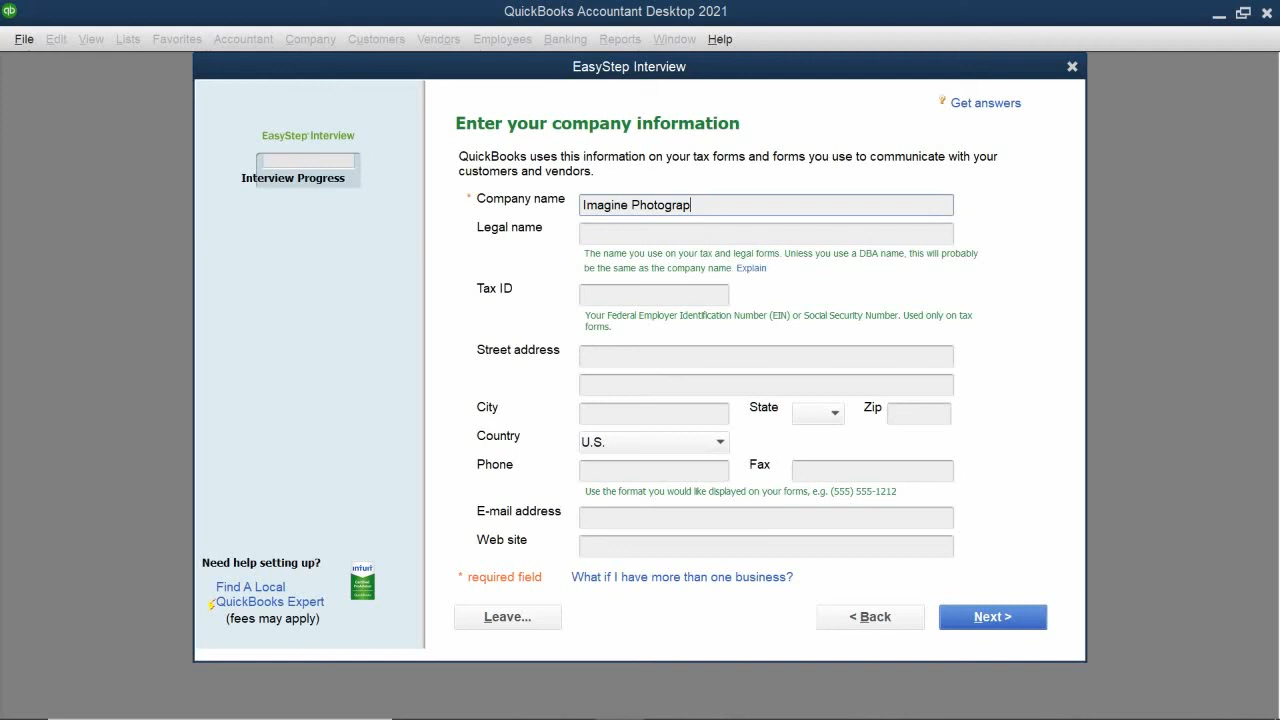 qb QuickBooks Accountant Desktop 2021
File Edit View Lists Favorites Accountant Company Customers Vendors Employees Banking Reports Window Help
EasyStep Interview
Get answers
EasyStep Interview
Interview Progress
Enter your company information
QuickBooks uses this information on your tax forms and forms you use to communicate with your
customers and vendors.
* Company name Imagine Photograp
Legal name
The name you use on your tax and legal forms. Unless you use a DBA name, this will probably
be the same as the company name. Explain
Tax ID
Your Federal Employer Identification Number (EIN) or Social Security Number. Used only on tax
forms.
Street address
City State Zip
Country U.S.
Phone Fax
Use the format you would like displayed on your forms, e.g. (555) 555-1212
E-mail address
Web site
* required field What if I have more than one business?
Need help setting up?
Find A Local
QuickBooks Expert
(fees may apply)
intuit
Leave... < Back Next >